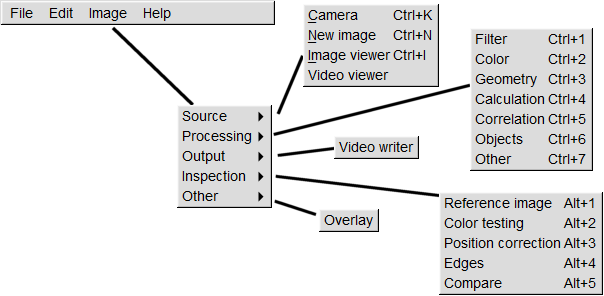 File Edit Image Help
Camera Ctrl+K
New image Ctrl+N
Image viewer Ctrl+I
Video viewer
Filter Ctrl+1
Color Ctrl+2
Geometry Ctrl+3
Calculation Ctrl+4
Correlation Ctrl+5
Objects Ctrl+6
Other Ctrl+7
Source
Processing
Output
Inspection
Other
Video writer
Overlay
Reference image Alt+1
Color testing Alt+2
Position correction Alt+3
Edges Alt+4
Compare Alt+5